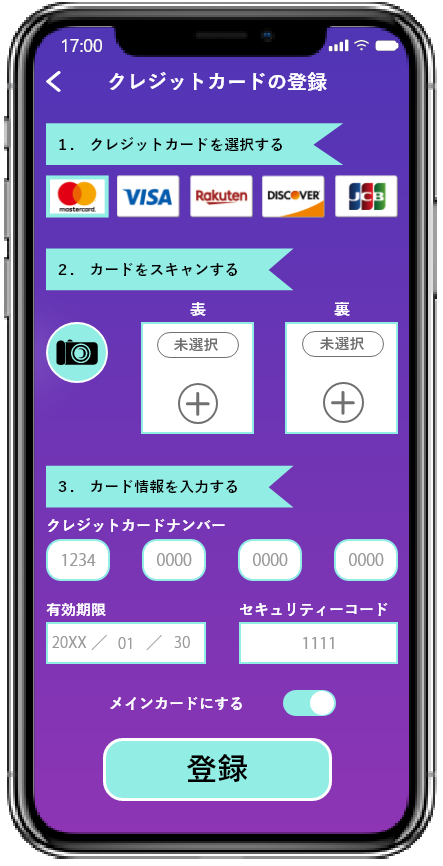 17:00
クレジットカードの登録
1. クレジットカードを選択する
mastercard. VISA Rakuten DISCOVER JCB
2. カードをスキャンする
表 裏
未選択 未選択
3. カード情報を入力する
クレジットカードナンバー
1234 0000 0000 0000
有効期限 セキュリティーコード
20XX ／ 01 ／ 30 1111
メインカードにする
登録